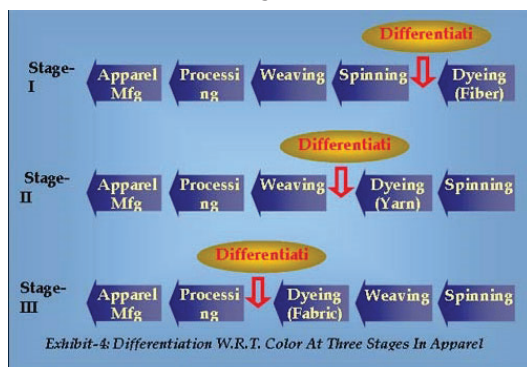 Differentiati
Stage-
I
Apparel
Mfg
Processi
ng
Weaving
Spinning
Dyeing
(Fiber)
Differentiati
Stage-
II
Apparel
Mfg
Processi
ng
Weaving
Dyeing
(Yarn)
Spinning
Differentiati
Stage-
III
Apparel
Mfg
Processi
ng
Dyeing
(Fabric)
Weaving
Spinning
Exhibit-4: Differentiation W.R.T. Color At Three Stages In Apparel